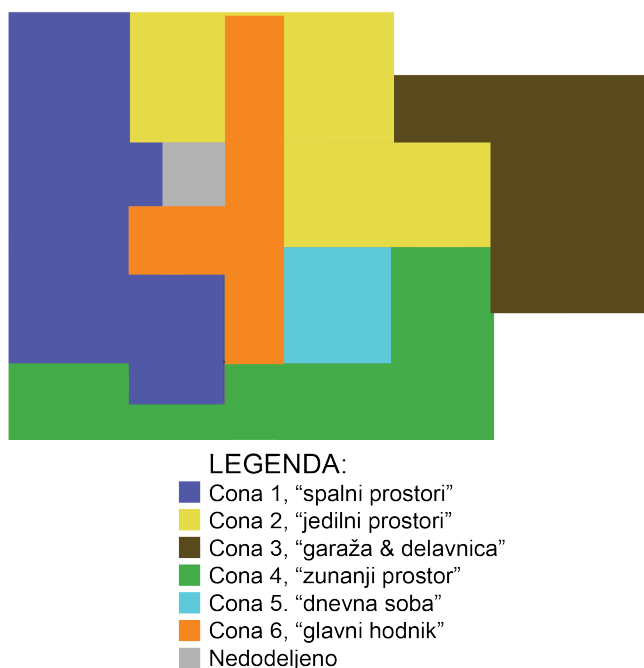 LEGENDA:
Cona 1, “spalni prostori”
Cona 2, “jedilni prostori”
Cona 3, “garaža & delavnica”
Cona 4, “zunanji prostor”
Cona 5. “dnevna soba”
Cona 6, “glavni hodnik”
Nedodeljeno